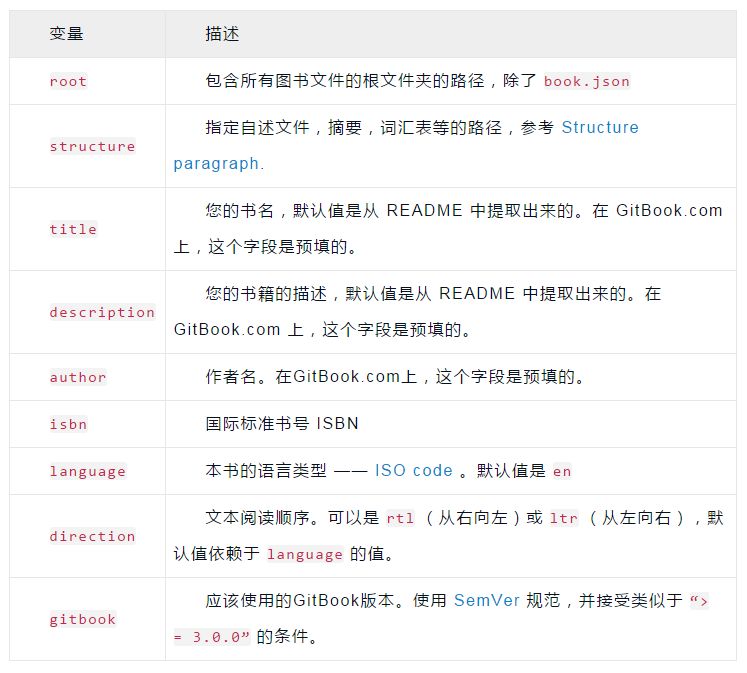 变量 描述
root 包含所有图书文件的根文件夹的路径，除了 book.json
structure 指定自述文件，摘要，词汇表等的路径，参考 Structure
paragraph.
title 您的书名，默认值是从 README 中提取出来的。在 GitBook.com
上，这个字段是预填的。
description 您的书籍的描述，默认值是从 README 中提取出来的。在
GitBook.com 上，这个字段是预填的。
author 作者名。在GitBook.com上，这个字段是预填的。
isbn 国际标准书号 ISBN
language 本书的语言类型 —— ISO code 。默认值是 en
direction 文本阅读顺序。可以是 rtl （从右向左）或 ltr （从左向右），默
认值依赖于 language 的值。
gitbook 应该使用的GitBook版本。使用 SemVer 规范，并接受类似于 “>
= 3.0.0” 的条件。